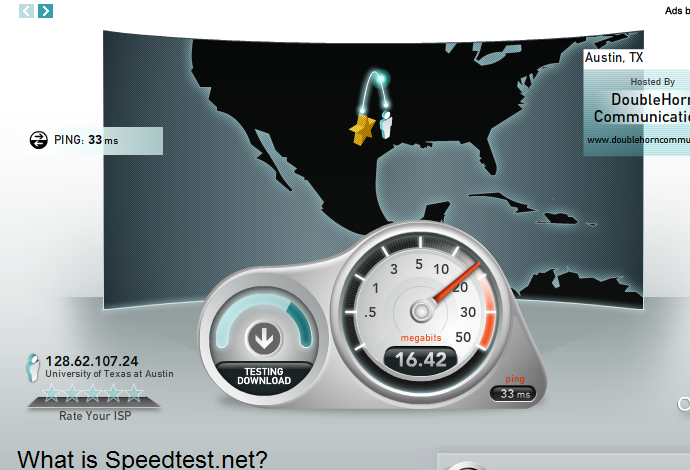 Ads b
Austin, TX
Hosted By
DoubleHorn
Communicatio
www.doublehorncommu
PING: 33 ms
.5
1
3
5
10
20
30
50
megabits
16.42
TESTING
DOWNLOAD
ping
33 ms
128.62.107.24
University of Texas at Austin
Rate Your ISP
What is Speedtest.net?